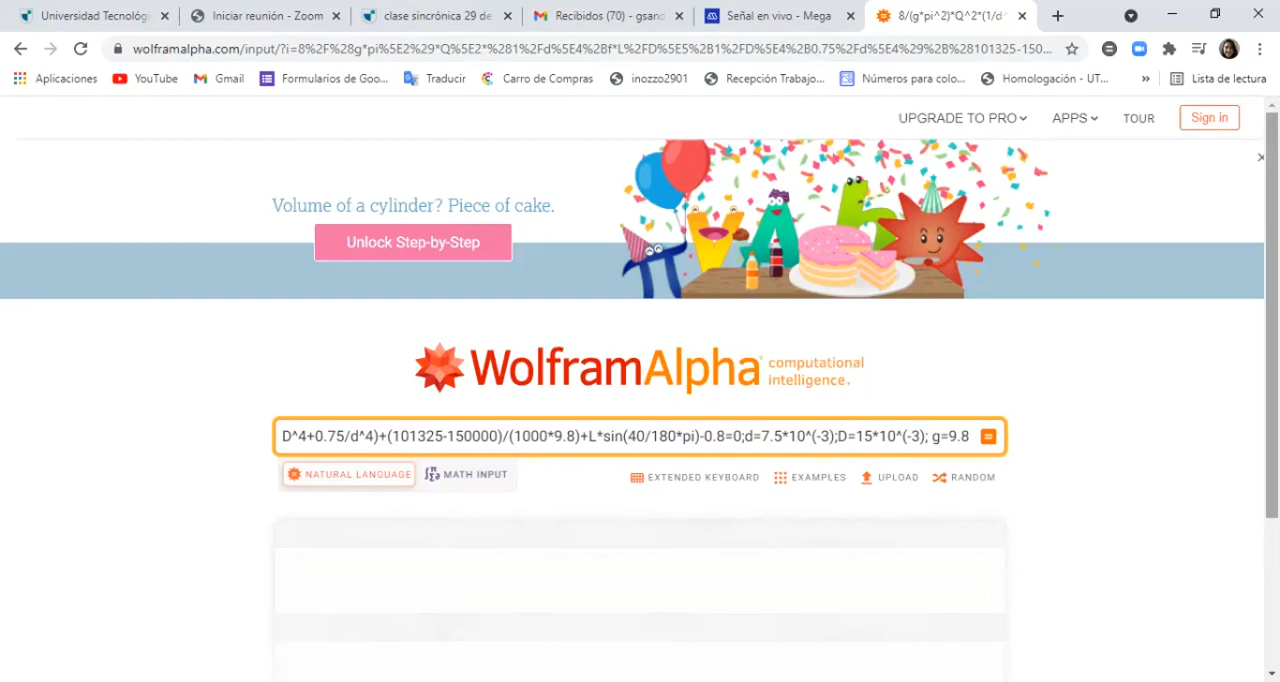 Universidad Tecnológi
Iniciar reunión - Zoom
clase sincrónica 29 de
Recibidos (70) - gsand
Señal en vivo - Mega
8/(g*pi^2)*Q^2*(1/d^
wolframalpha.com/input/?i=8%2F%28g*pi%5E2%29*Q%5E2*%281%2Fd%5E4%2Bf*L%2FD%5E5%2B1%2FD%5E4%2B0.75%2Fd%5E4%29%2B%28101325-150...
Aplicaciones
YouTube
Gmail
Formularios de Goo...
Traducir
Carro de Compras
inozzo2901
Recepción Trabajo...
Números para colo...
Homologación - UT...
»
Lista de lectura
UPGRADE TO PRO
APPS
TOUR
Sign in
Volume of a cylinder? Piece of cake.
Unlock Step-by-Step
WolframAlpha computational
intelligence.
D^4+0.75/d^4)+(101325-150000)/(1000*9.8)+L*sin(40/180*pi)-0.8=0;d=7.5*10^(-3);D=15*10^(-3); g=9.8
NATURAL LANGUAGE
MATH INPUT
EXTENDED KEYBOARD
EXAMPLES
UPLOAD
RANDOM